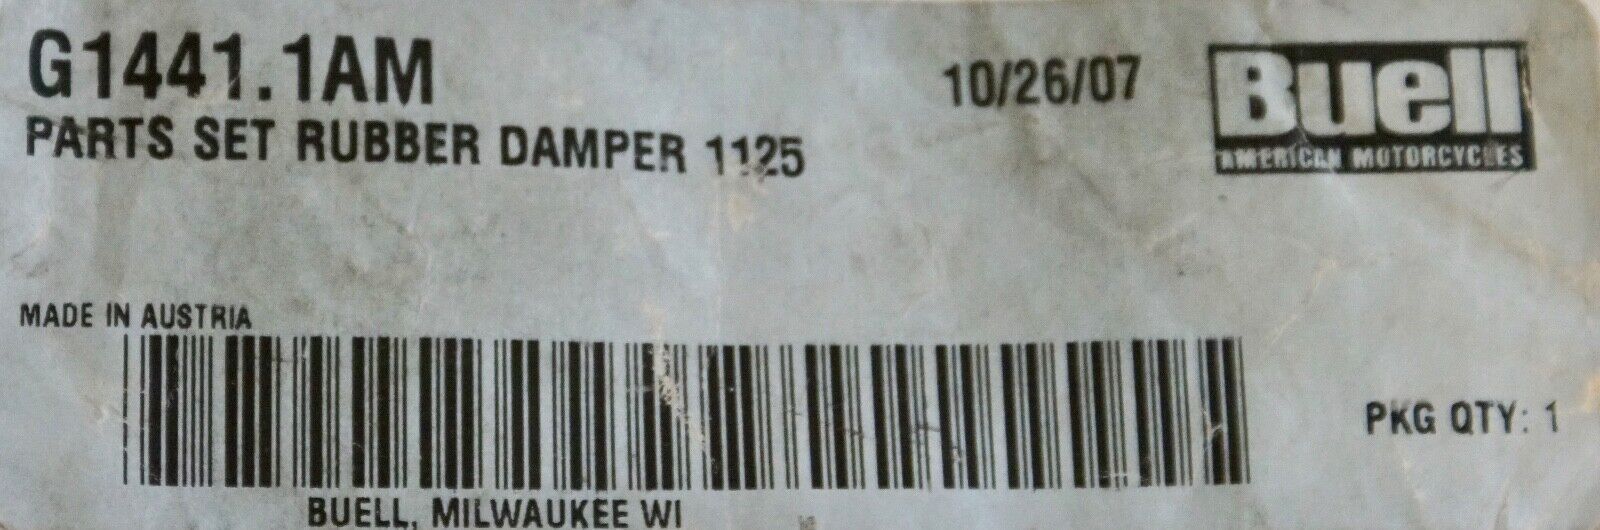 G1441.1AM
10/26/07
Buell
AMERICAN MOTORCYCLES
PARTS SET RUBBER DAMPER 1125
MADE IN AUSTRIA
PKG QTY: 1
BUELL, MILWAUKEE WI